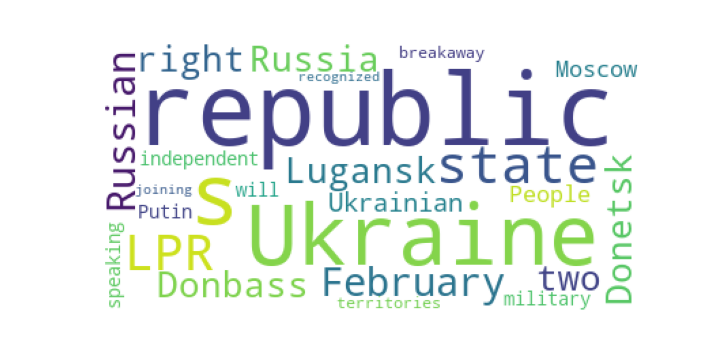 breakaway
right
Russia
Moscow
recognized
Russian
republic
independent
Lugansk
state
joining
s
will
People
Putin
Ukrainian
Donetsk
Ukraine
speaking
LPR
Donbass
February
two
territories
military